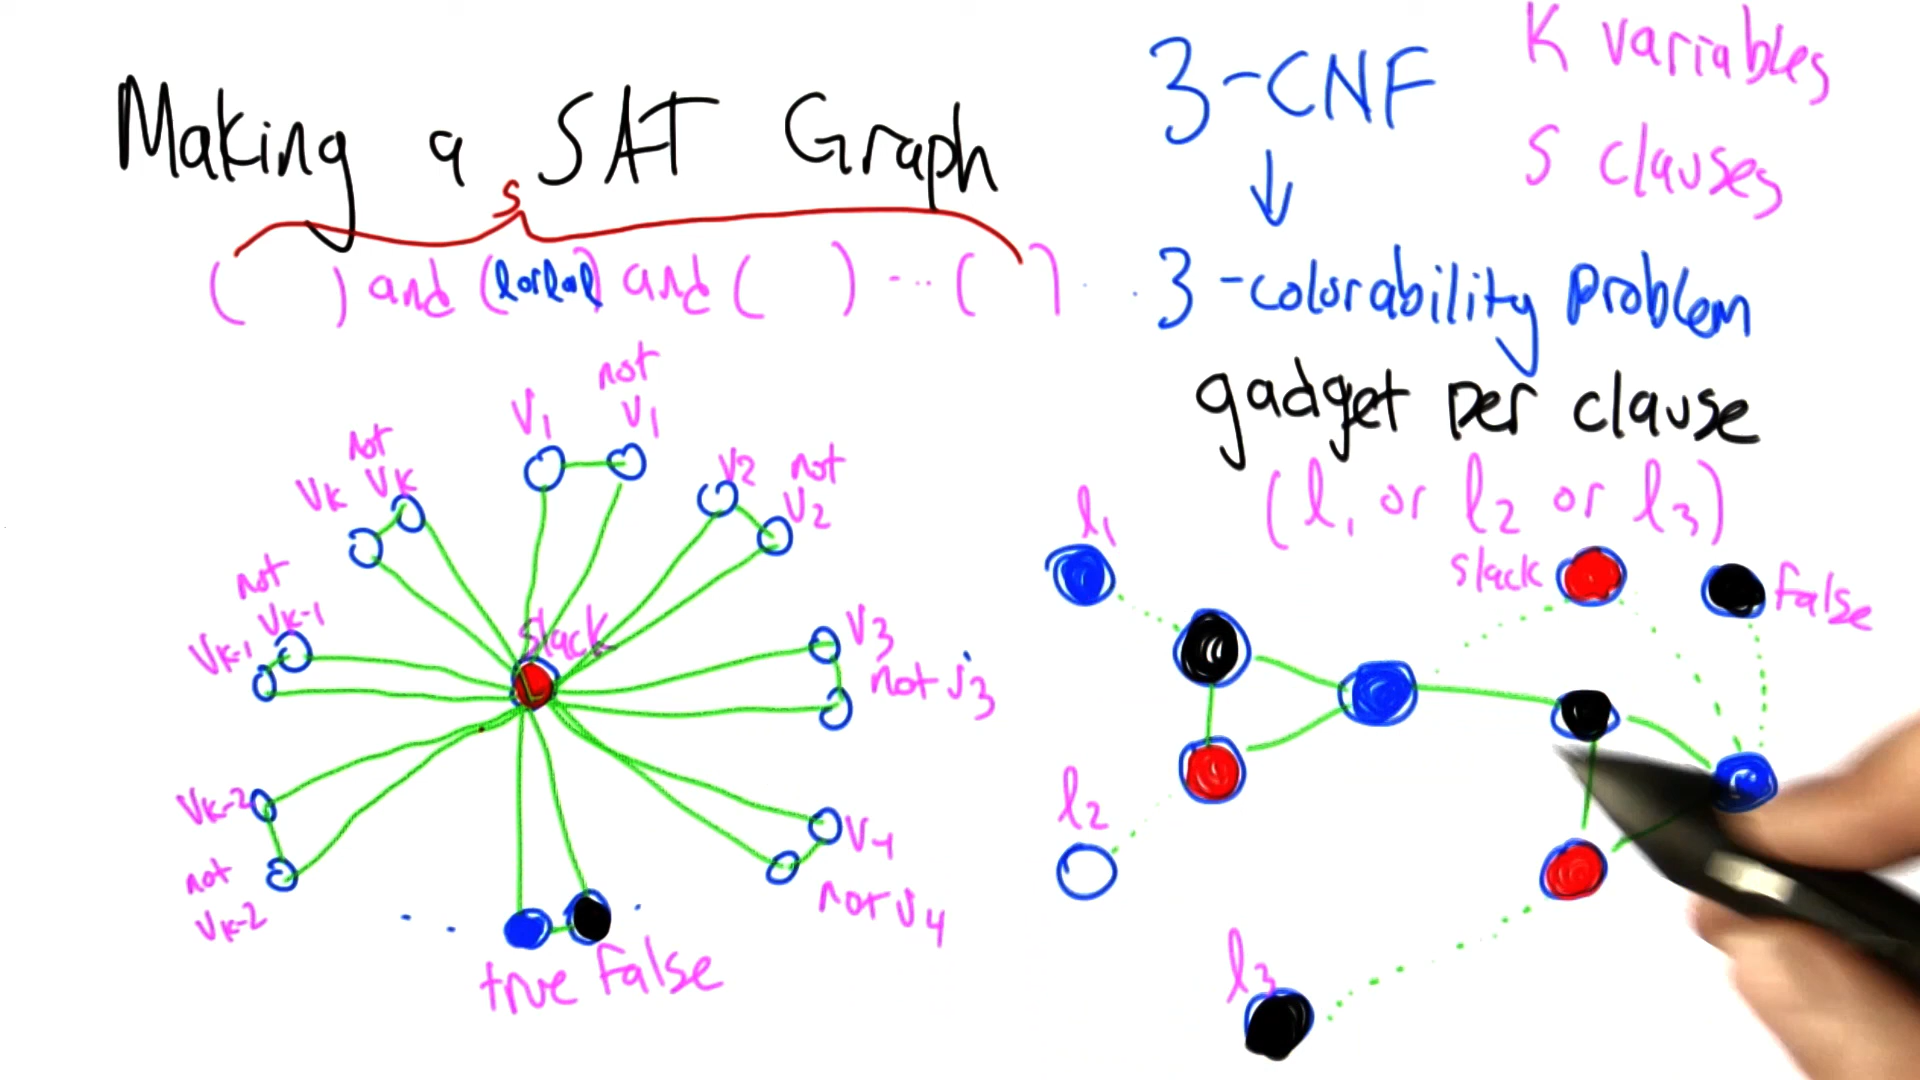 Making a SAT Graph
s
( ) and (l or l or l) and ( ) ... ( )
3-CNF
↓
3-colorability problem
K variables
s clauses
gadget per clause
(l1 or l2 or l3)
v1
not v1
v2
not v2
v3
not v3
v4
not v4
vK
not vK
vK-1
not vK-1
vK-2
not vK-2
slack
true
false
l1
l2
l3
slack
false